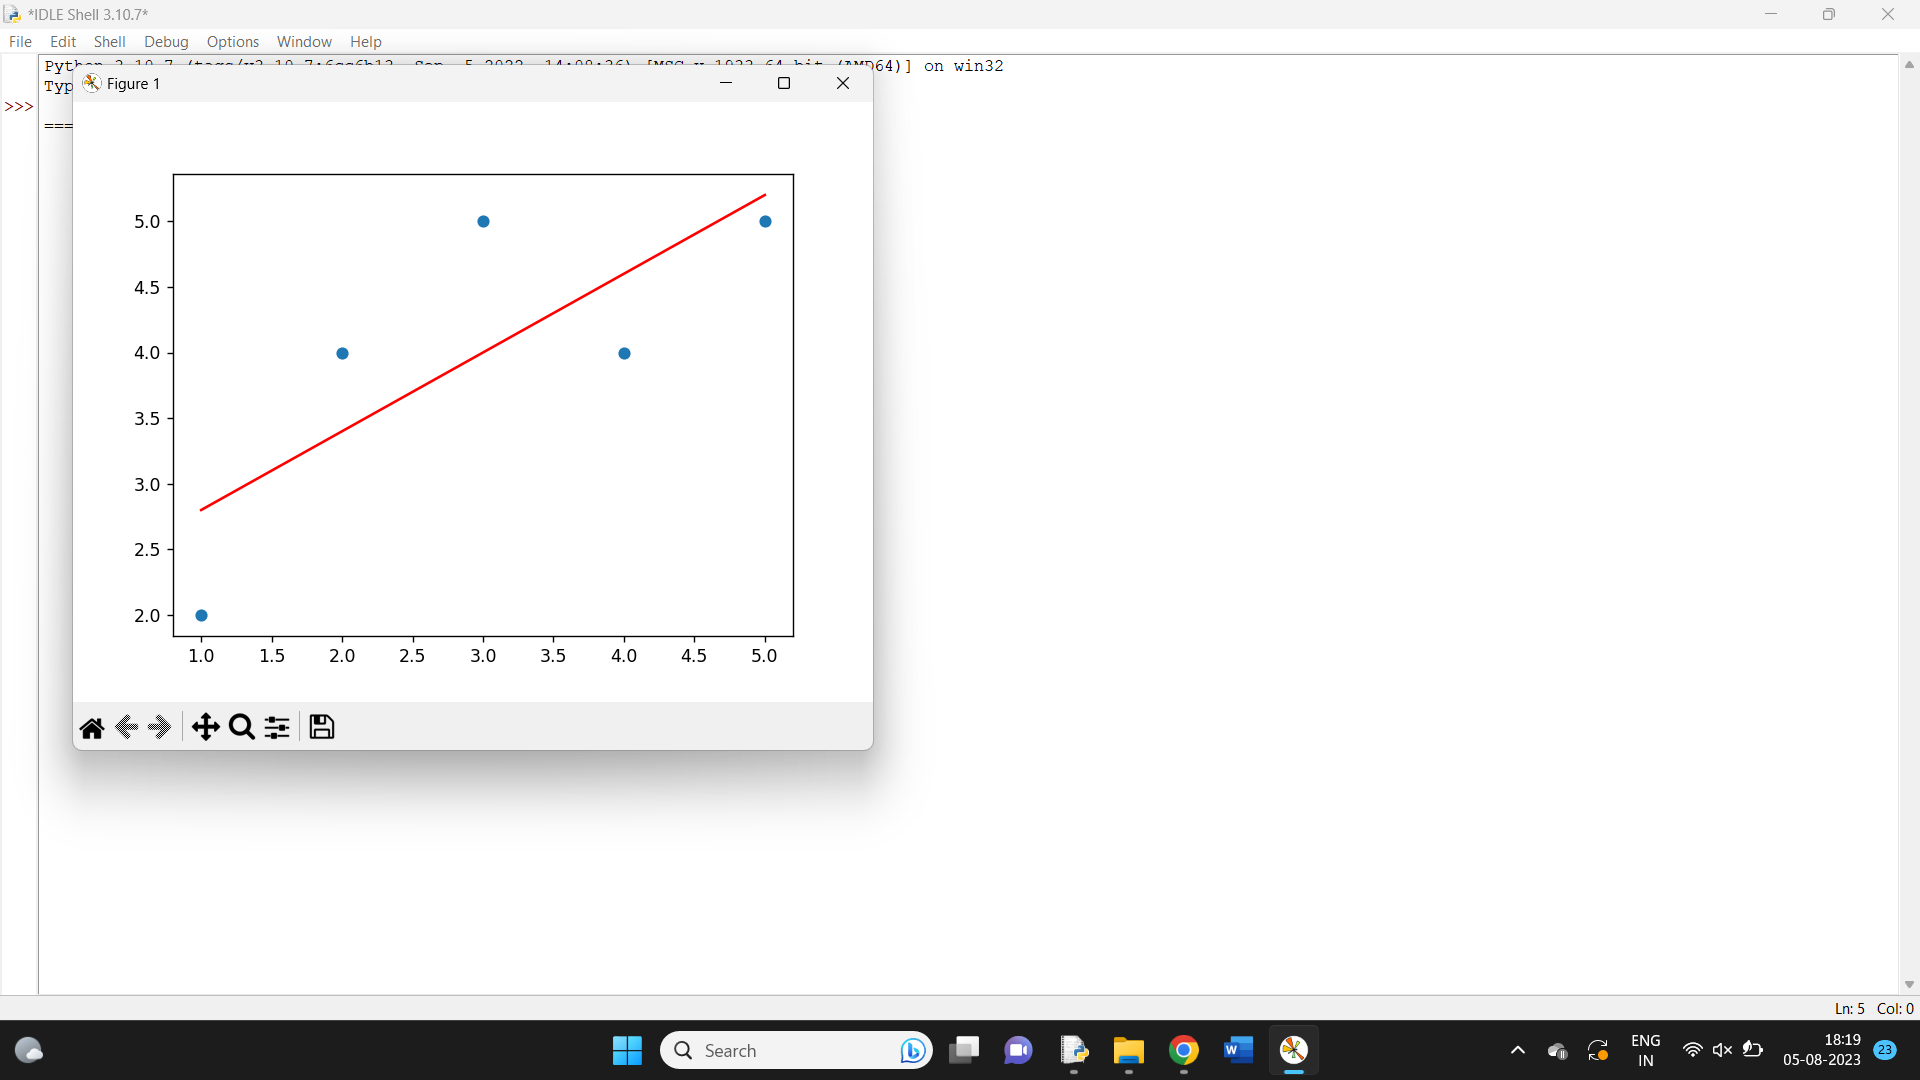 *IDLE Shell 3.10.7*
File Edit Shell Debug Options Window Help
on win32
Typ
>>>
===
Figure 1
5.0
4.5
4.0
3.5
3.0
2.5
2.0
1.0 1.5 2.0 2.5 3.0 3.5 4.0 4.5 5.0
Ln: 5 Col: 0
Search
W
ENG
IN
18:19
05-08-2023
23